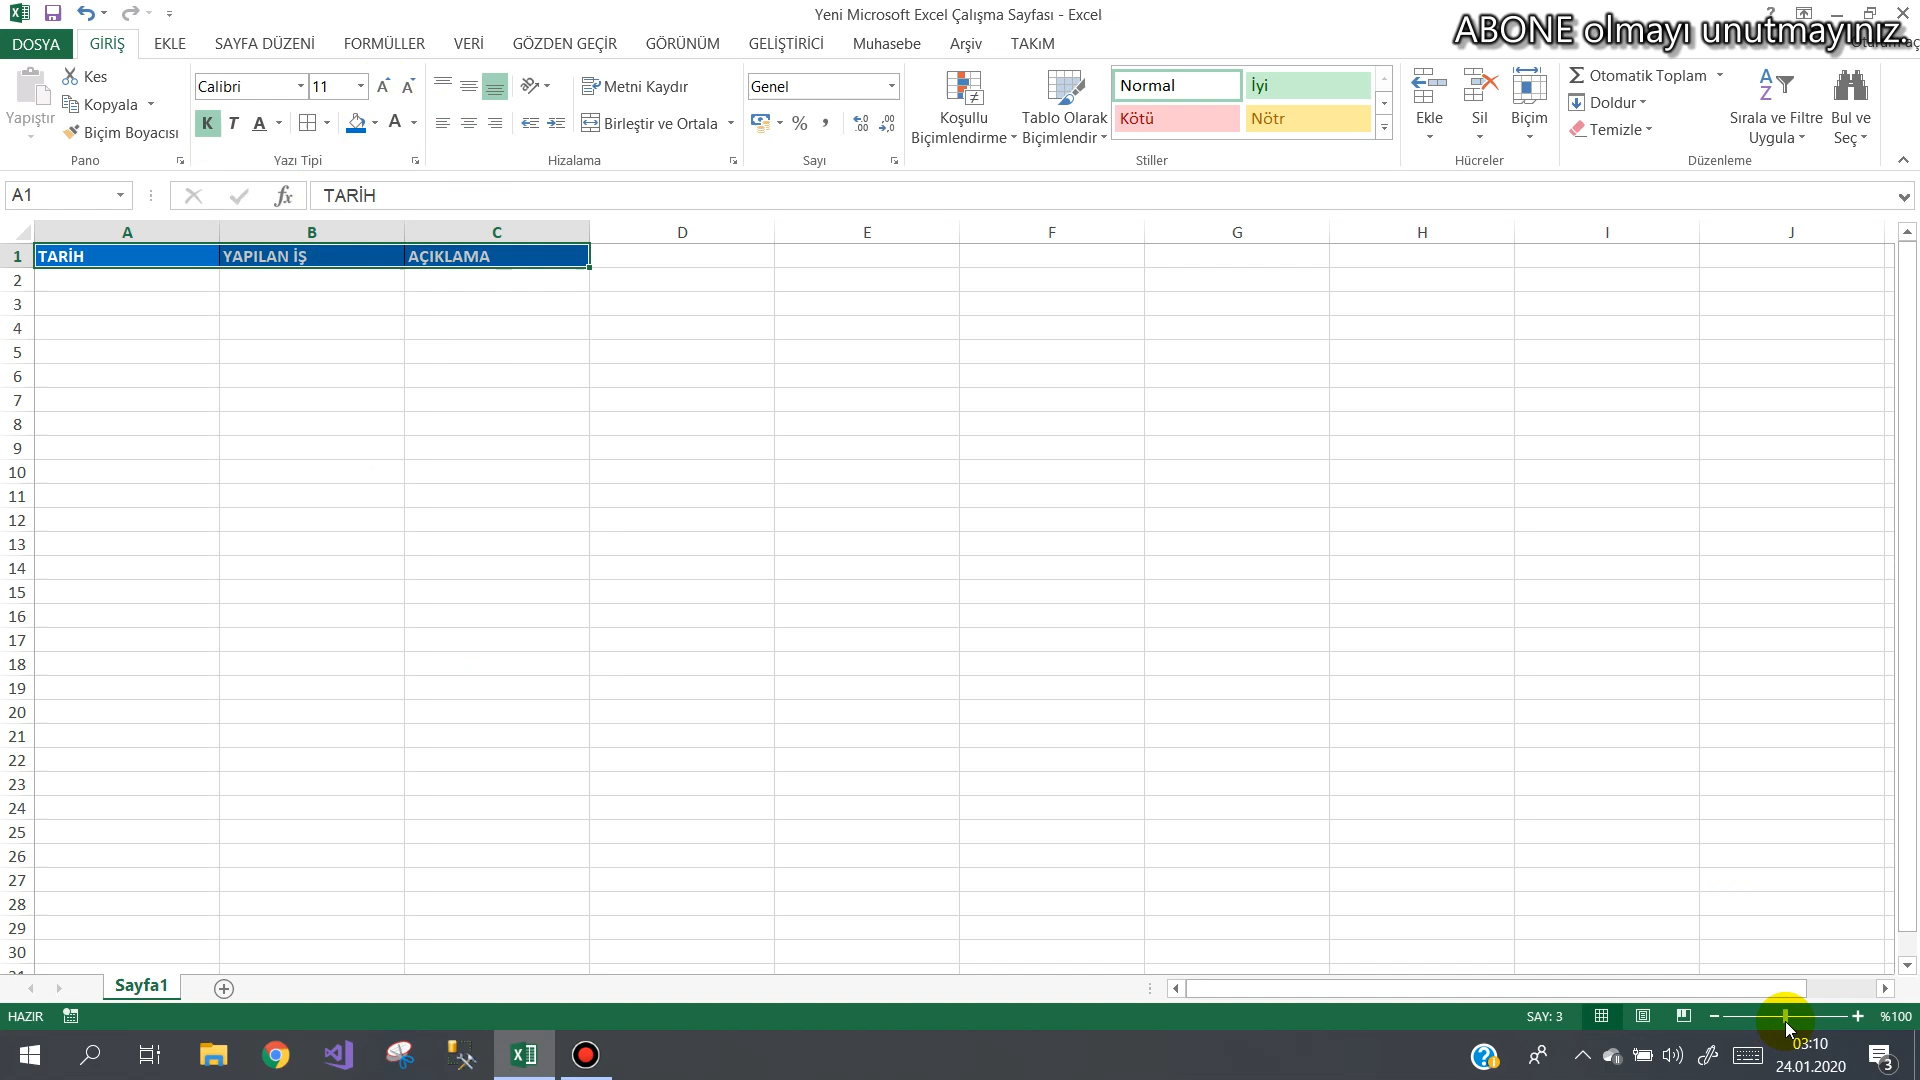 Yeni Microsoft Excel Çalışma Sayfası - Excel
ABONE olmayı unutmayınız.
DOSYA GİRİŞ EKLE SAYFA DÜZENİ FORMÜLLER VERİ GÖZDEN GEÇİR GÖRÜNÜM GELİŞTİRİCİ Muhasebe Arşiv TAKıM
Yapıştır
Kes
Kopyala
Biçim Boyacısı
Pano
Calibri 11
K T A A
Yazı Tipi
Metni Kaydır
Birleştir ve Ortala
Hizalama
Genel
%
Sayı
Koşullu Biçimlendirme
Tablo Olarak Biçimlendir
Normal İyi
Kötü Nötr
Stiller
Ekle Sil Biçim
Hücreler
Otomatik Toplam
Doldur
Temizle
Sırala ve Filtre Uygula
Bul ve Seç
Düzenleme
A1 fx TARİH
A B C D E F G H I J
1 TARİH YAPILAN İŞ AÇIKLAMA
2
3
4
5
6
7
8
9
10
11
12
13
14
15
16
17
18
19
20
21
22
23
24
25
26
27
28
29
30
Sayfa1
HAZIR SAY: 3 %100
03:10
24.01.2020
3